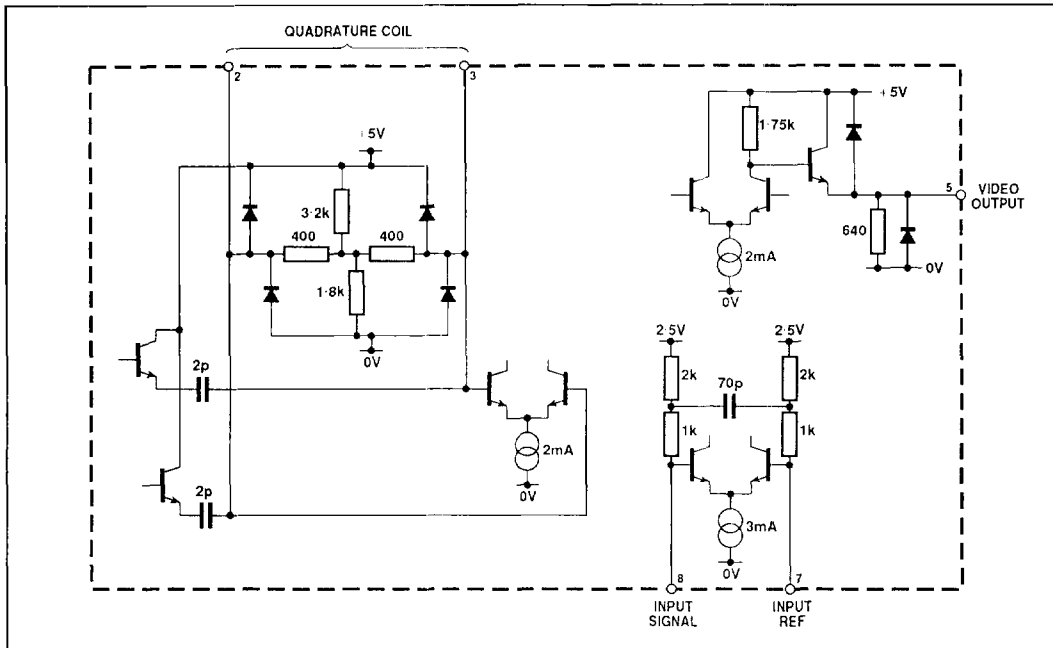 QUADRATURE COIL
2
3
+5V
3·2k
400
400
1·8k
0V
2p
2p
2mA
0V
+5V
1·75k
5
VIDEO
OUTPUT
640
0V
2mA
0V
2·5V
2·5V
2k
70p
2k
1k
1k
3mA
0V
8
7
INPUT
SIGNAL
INPUT
REF